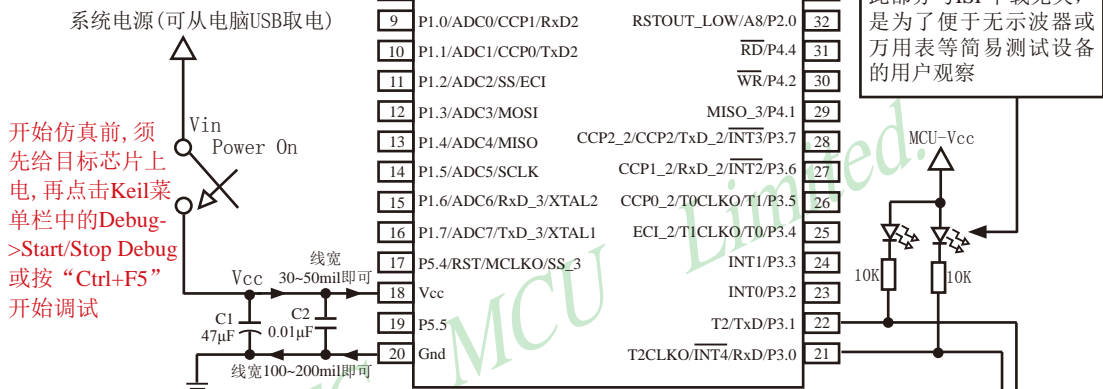 系统电源(可从电脑USB取电)
Vin
Power On
开始仿真前, 须
先给目标芯片上
电, 再点击Keil菜
单栏中的Debug-
>Start/Stop Debug
或按“Ctrl+F5”
开始调试
线宽
30~50mil即可
Vcc
C1
47μF
C2
0.01μF
线宽100~200mil即可
9 P1.0/ADC0/CCP1/RxD2
10 P1.1/ADC1/CCP0/TxD2
11 P1.2/ADC2/SS/ECI
12 P1.3/ADC3/MOSI
13 P1.4/ADC4/MISO
14 P1.5/ADC5/SCLK
15 P1.6/ADC6/RxD_3/XTAL2
16 P1.7/ADC7/TxD_3/XTAL1
17 P5.4/RST/MCLKO/SS_3
18 Vcc
19 P5.5
20 Gnd
RSTOUT_LOW/A8/P2.0 32
RD/P4.4 31
WR/P4.2 30
MISO_3/P4.1 29
CCP2_2/CCP2/TxD_2/INT3/P3.7 28
CCP1_2/RxD_2/INT2/P3.6 27
CCP0_2/T0CLKO/T1/P3.5 26
ECI_2/T1CLKO/T0/P3.4 25
INT1/P3.3 24
INT0/P3.2 23
T2/TxD/P3.1 22
T2CLKO/INT4/RxD/P3.0 21
是为了便于无示波器或
万用表等简易测试设备
的用户观察
MCU-Vcc
10K
10K
MCU Limited.